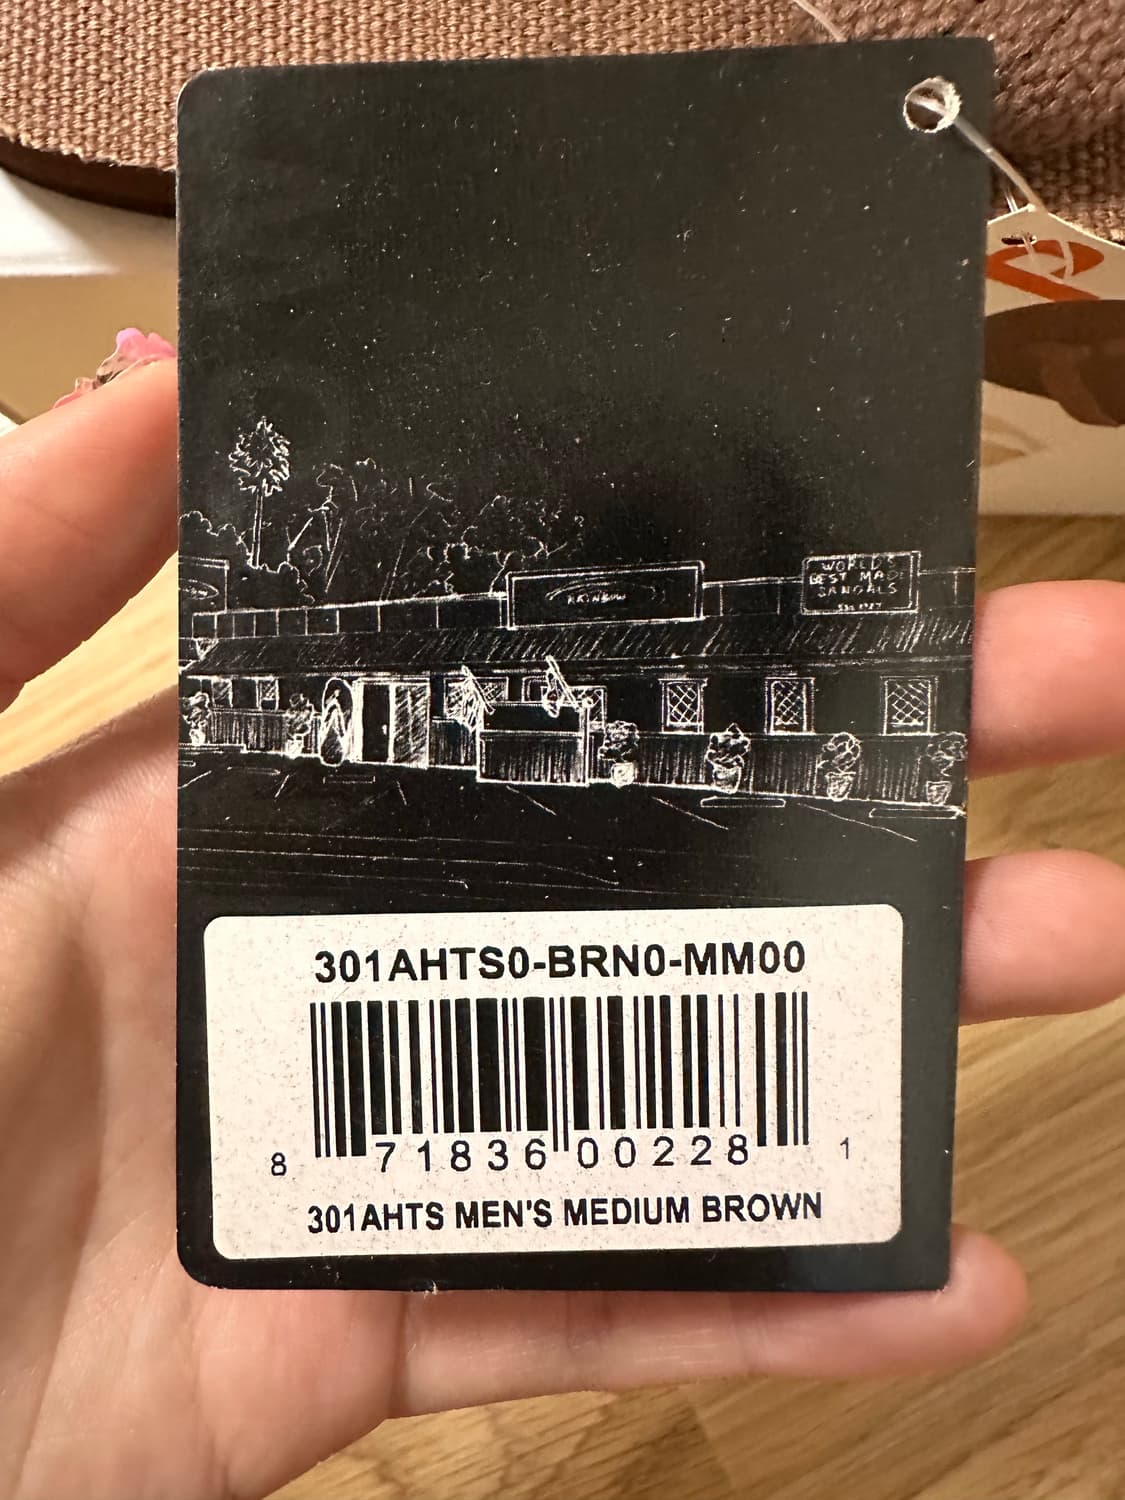 RAINBOW
WORLD'S
BEST MADE
SANDALS
301AHTS0-BRN0-MM00
8 71836 00228 1
301AHTS MEN'S MEDIUM BROWN